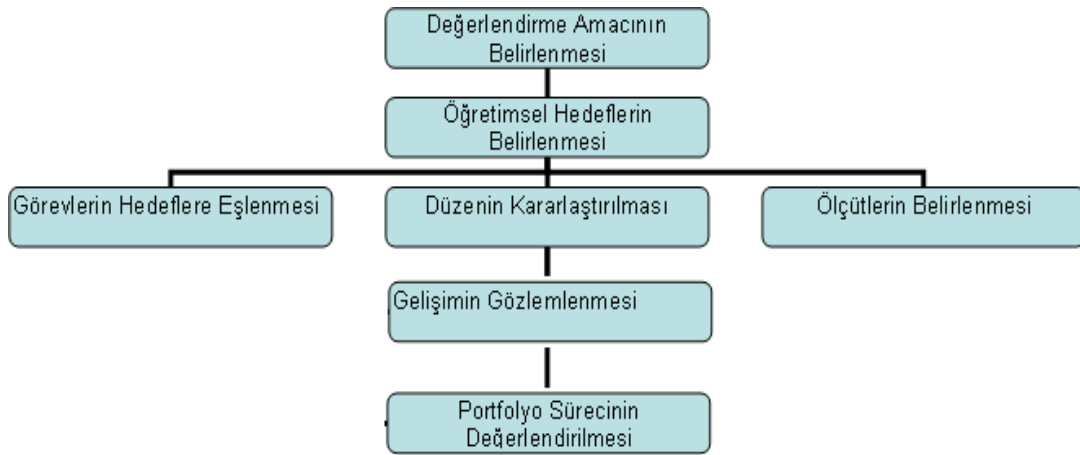 Değerlendirme Amacının
Belirlenmesi
Öğretimsel Hedeflerin
Belirlenmesi
Görevlerin Hedeflere Eşlenmesi
Düzenin Kararlaştırılması
Ölçütlerin Belirlenmesi
Gelişimin Gözlemlenmesi
Portfolyo Sürecinin
Değerlendirilmesi